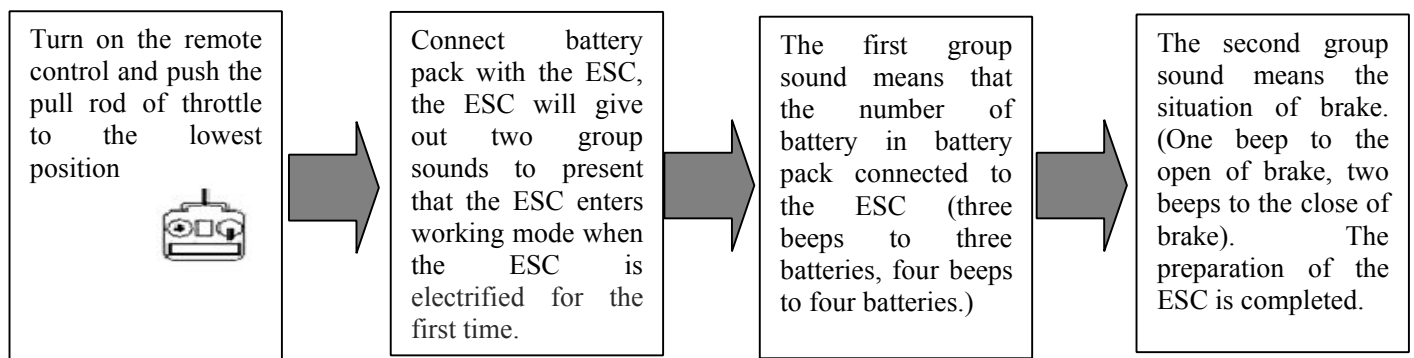 Turn on the remote
control and push the
pull rod of throttle
to the lowest
position
Connect battery
pack with the ESC,
the ESC will give
out two group
sounds to present
that the ESC enters
working mode when
the ESC is
electrified for the
first time.
The first group
sound means that
the number of
battery in battery
pack connected to
the ESC (three
beeps to three
batteries, four beeps
to four batteries.)
The second group
sound means the
situation of brake.
(One beep to the
open of brake, two
beeps to the close of
brake). The
preparation of the
ESC is completed.